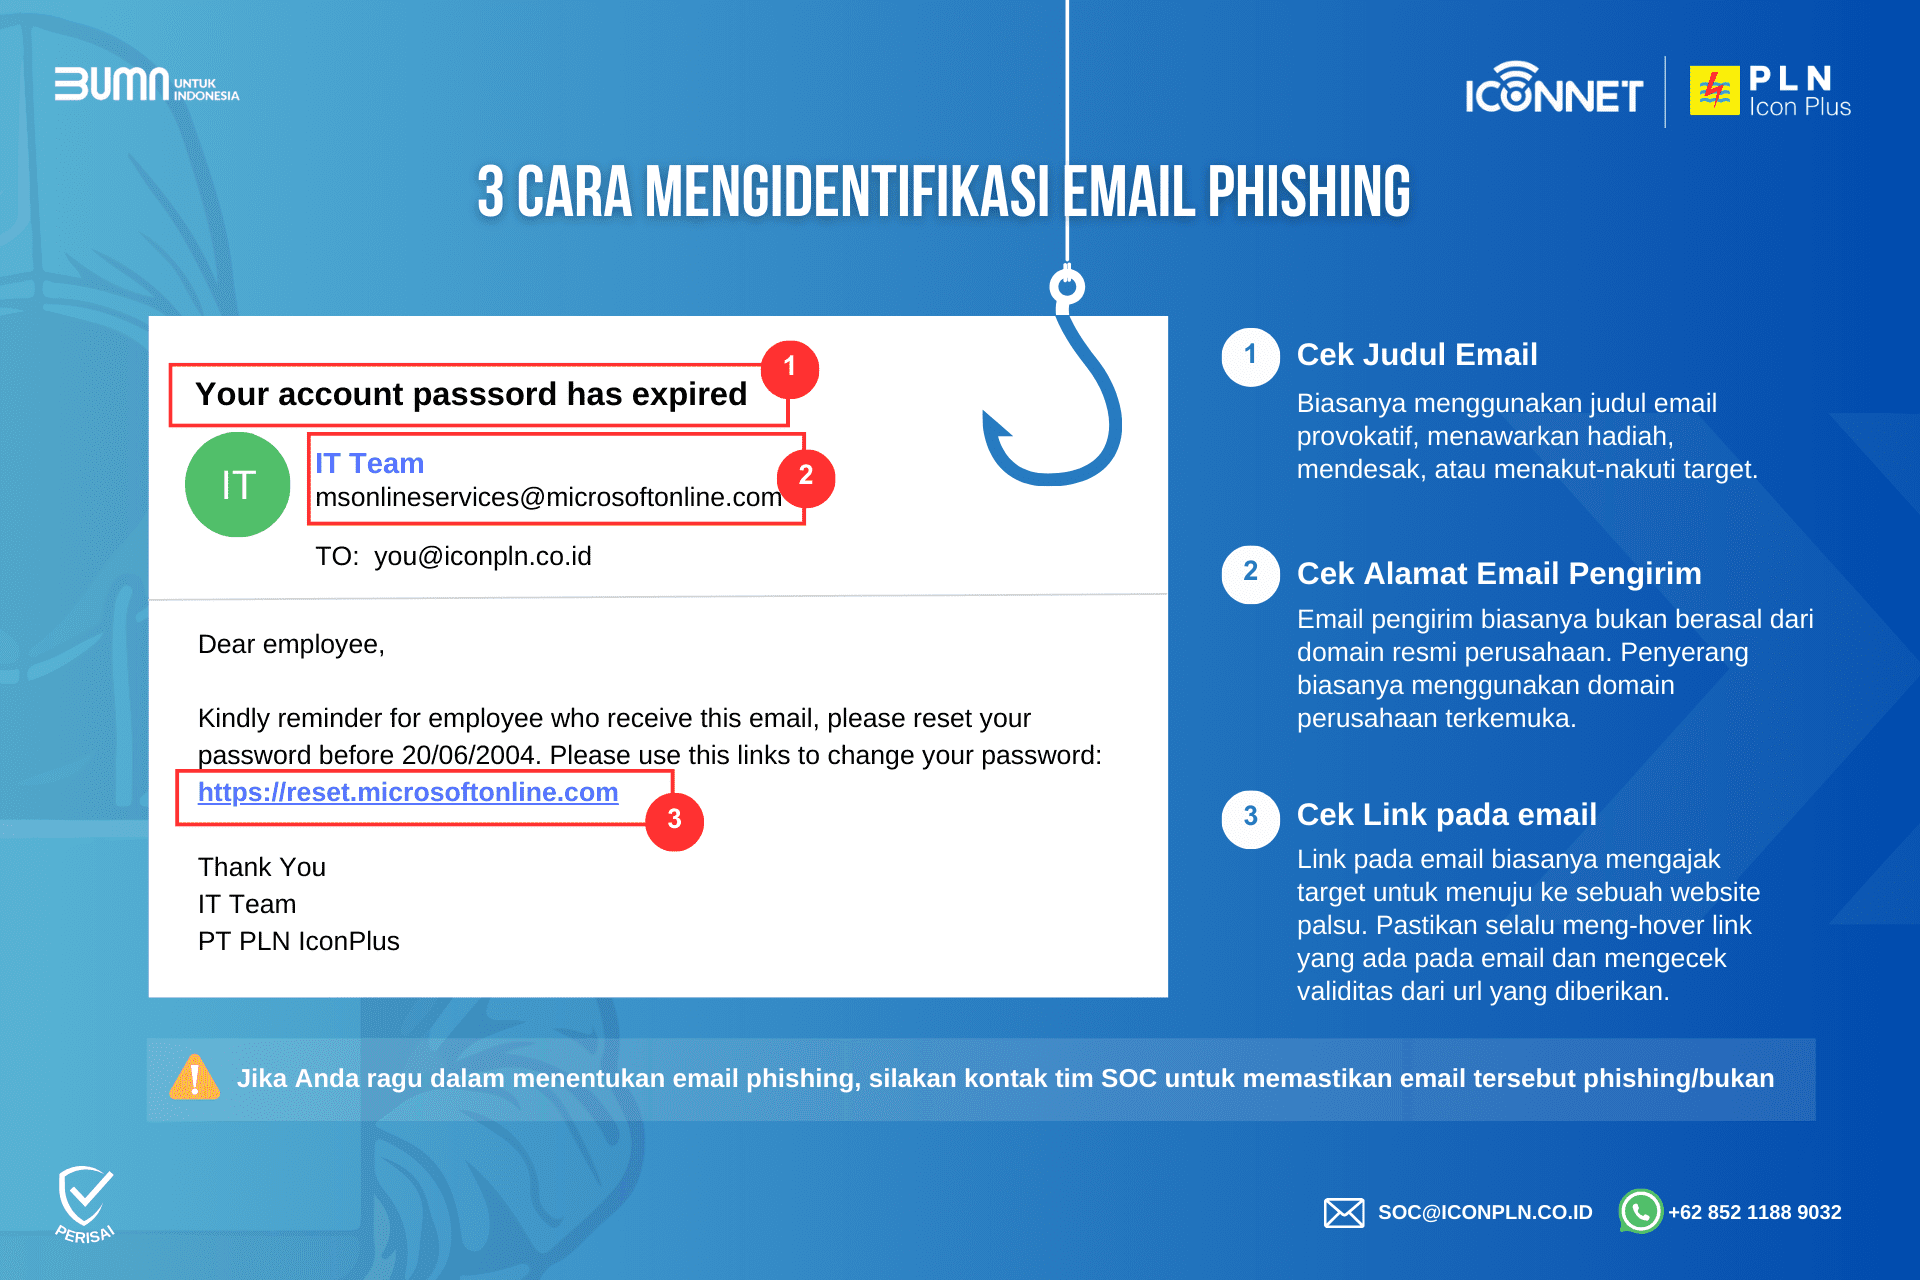 BUMN UNTUK
INDONESIA
ICONNET
PLN
Icon Plus
3 CARA MENGIDENTIFIKASI EMAIL PHISHING
Your account passsord has expired
1
IT
IT Team
msonlineservices@microsoftonline.com
2
TO: you@iconpln.co.id
Dear employee,
Kindly reminder for employee who receive this email, please reset your
password before 20/06/2004. Please use this links to change your password:
https://reset.microsoftonline.com
3
Thank You
IT Team
PT PLN IconPlus
1
Cek Judul Email
Biasanya menggunakan judul email
provokatif, menawarkan hadiah,
mendesak, atau menakut-nakuti target.
2
Cek Alamat Email Pengirim
Email pengirim biasanya bukan berasal dari
domain resmi perusahaan. Penyerang
biasanya menggunakan domain
perusahaan terkemuka.
3
Cek Link pada email
Link pada email biasanya mengajak
target untuk menuju ke sebuah website
palsu. Pastikan selalu meng-hover link
yang ada pada email dan mengecek
validitas dari url yang diberikan.
Jika Anda ragu dalam menentukan email phishing, silakan kontak tim SOC untuk memastikan email tersebut phishing/bukan
PERISAI
SOC@ICONPLN.CO.ID
+62 852 1188 9032